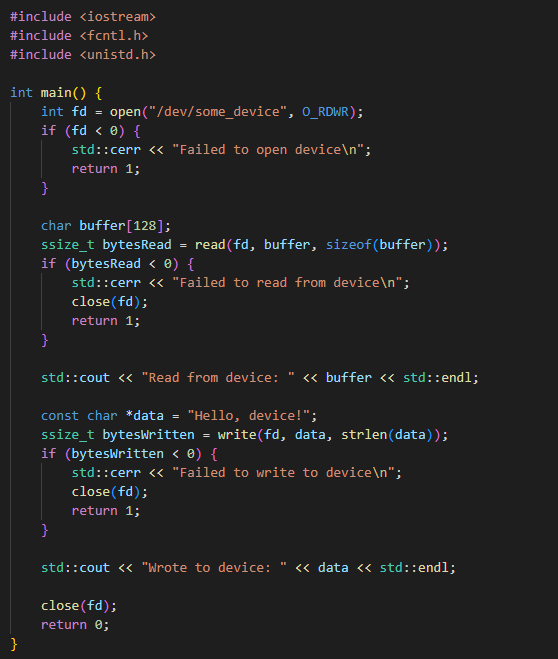 #include <iostream>
#include <fcntl.h>
#include <unistd.h>

int main() {
    int fd = open("/dev/some_device", O_RDWR);
    if (fd < 0) {
        std::cerr << "Failed to open device\n";
        return 1;
    }

    char buffer[128];
    ssize_t bytesRead = read(fd, buffer, sizeof(buffer));
    if (bytesRead < 0) {
        std::cerr << "Failed to read from device\n";
        close(fd);
        return 1;
    }

    std::cout << "Read from device: " << buffer << std::endl;

    const char *data = "Hello, device!";
    ssize_t bytesWritten = write(fd, data, strlen(data));
    if (bytesWritten < 0) {
        std::cerr << "Failed to write to device\n";
        close(fd);
        return 1;
    }

    std::cout << "Wrote to device: " << data << std::endl;

    close(fd);
    return 0;
}